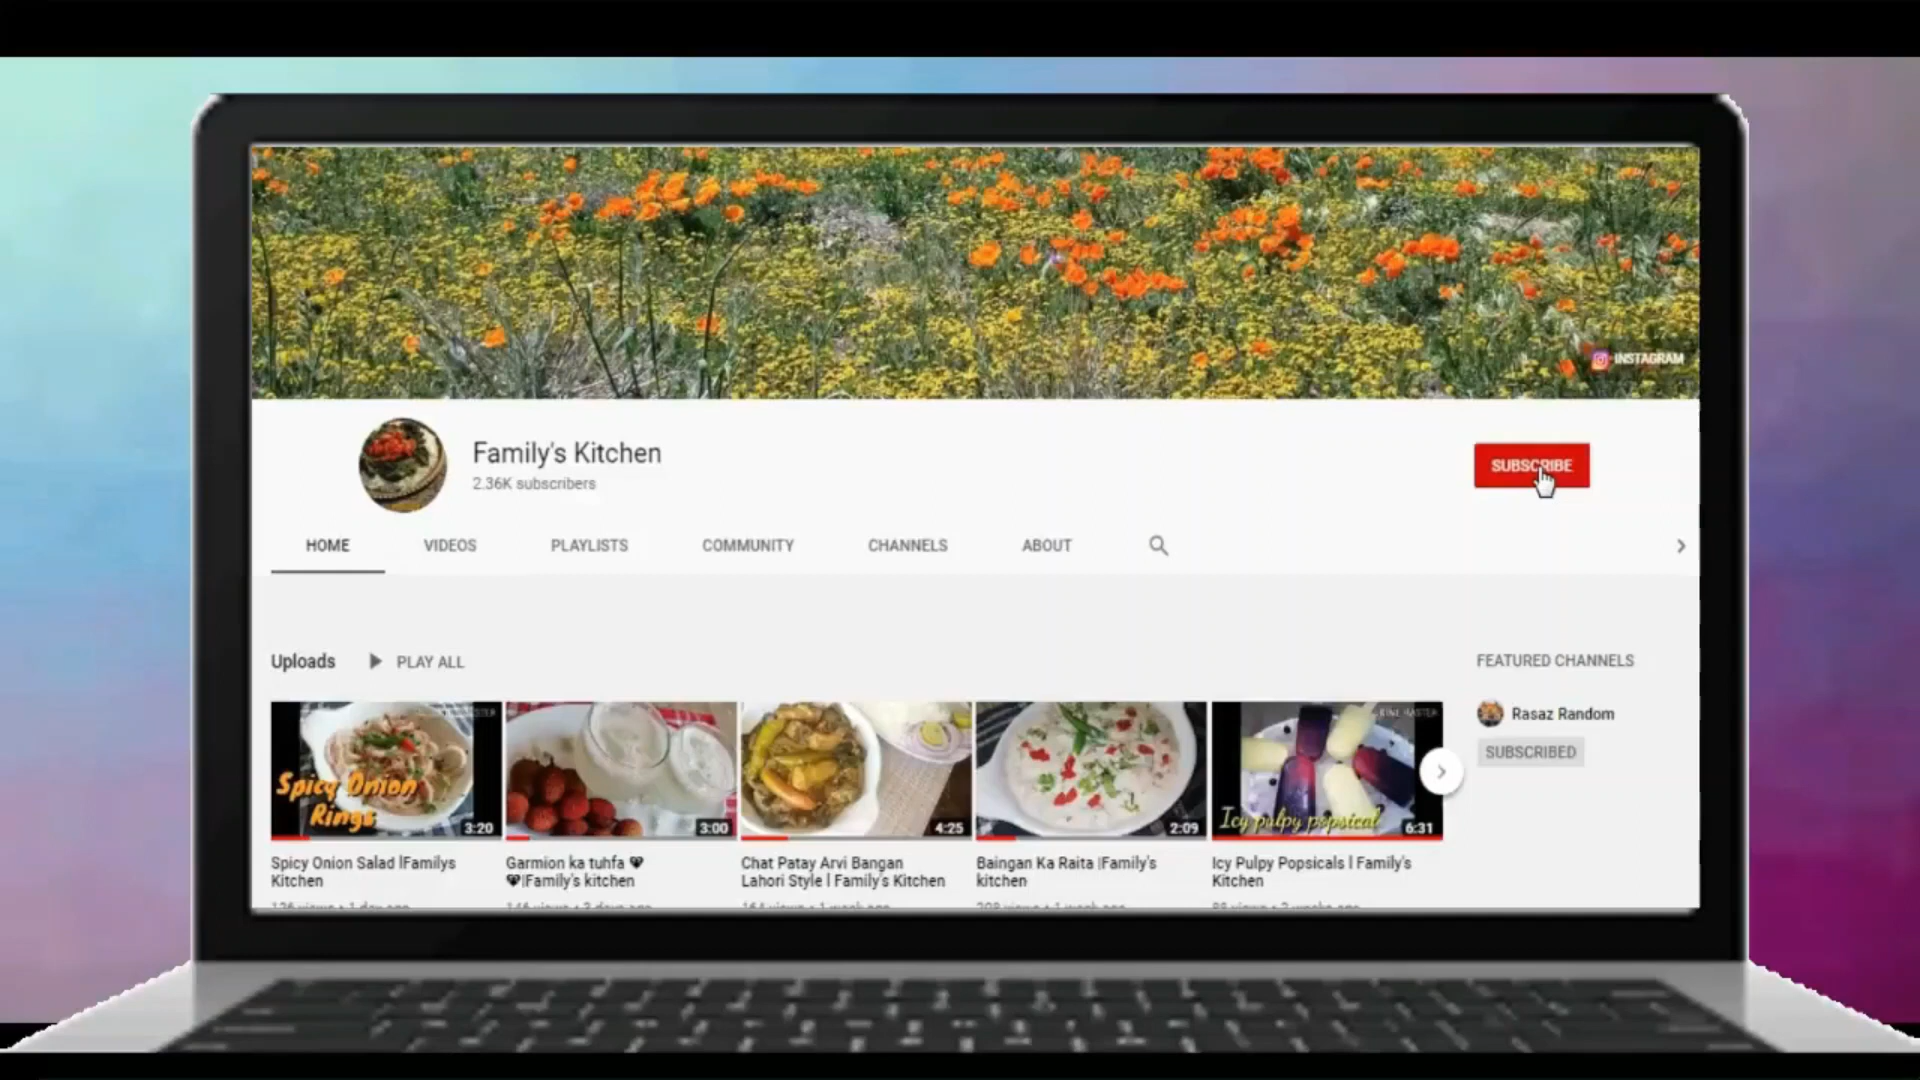 INSTAGRAM
Family's Kitchen
2.36K subscribers
SUBSCRIBE
HOME VIDEOS PLAYLISTS COMMUNITY CHANNELS ABOUT
Uploads PLAY ALL
FEATURED CHANNELS
Rasaz Random
SUBSCRIBED
Spicy Onion
Rings
3:20
3:00
4:25
2:09
Icy pulpy popsical
6:31
Spicy Onion Salad lFamilys
Kitchen
Garmion ka tuhfa 🖤
🖤lFamily's kitchen
Chat Patay Arvi Bangan
Lahori Style l Family's Kitchen
Baingan Ka Raita lFamily's
kitchen
Icy Pulpy Popsicals l Family's
Kitchen